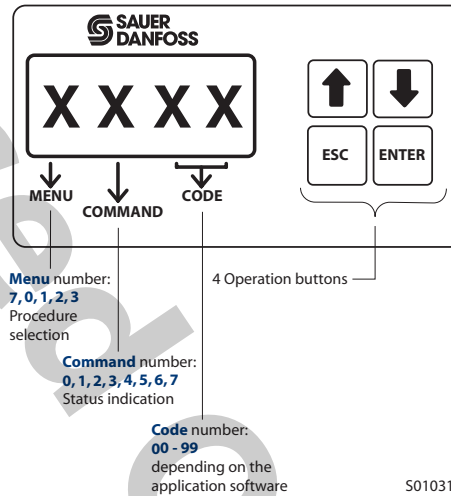 SAUER
DANFOSS
X X X X
MENU
COMMAND
CODE
ESC
ENTER
Menu number:
7, 0, 1, 2, 3
Procedure
selection
4 Operation buttons
Command number:
0, 1, 2, 3, 4, 5, 6, 7
Status indication
Code number:
00 - 99
depending on the
application software
S01031